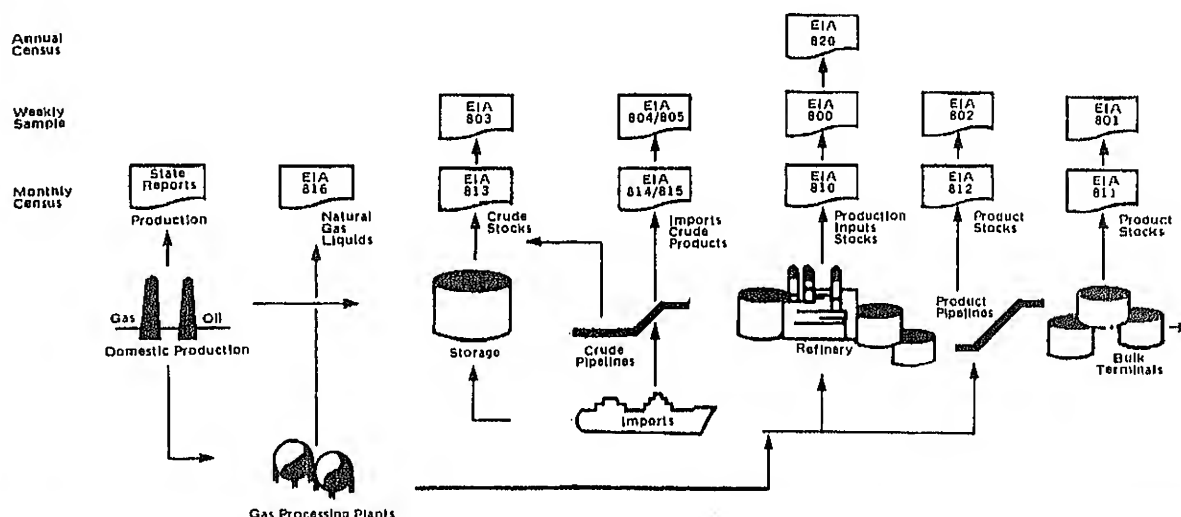 Annual
Census
EIA
820
Weekly
Sample
EIA
803
EIA
804/805
EIA
800
EIA
802
EIA
801
Monthly
Census
State
Reports
EIA
816
EIA
813
EIA
814/815
EIA
810
EIA
812
EIA
811
Production
Natural
Gas
Liquids
Crude
Stocks
Imports
Crude
Products
Production
Inputs
Stocks
Product
Stocks
Product
Stocks
Gas
Oil
Domestic Production
Storage
Crude
Pipelines
Refinery
Product
Pipelines
Bulk
Terminals
Imports
Gas Processing Plants